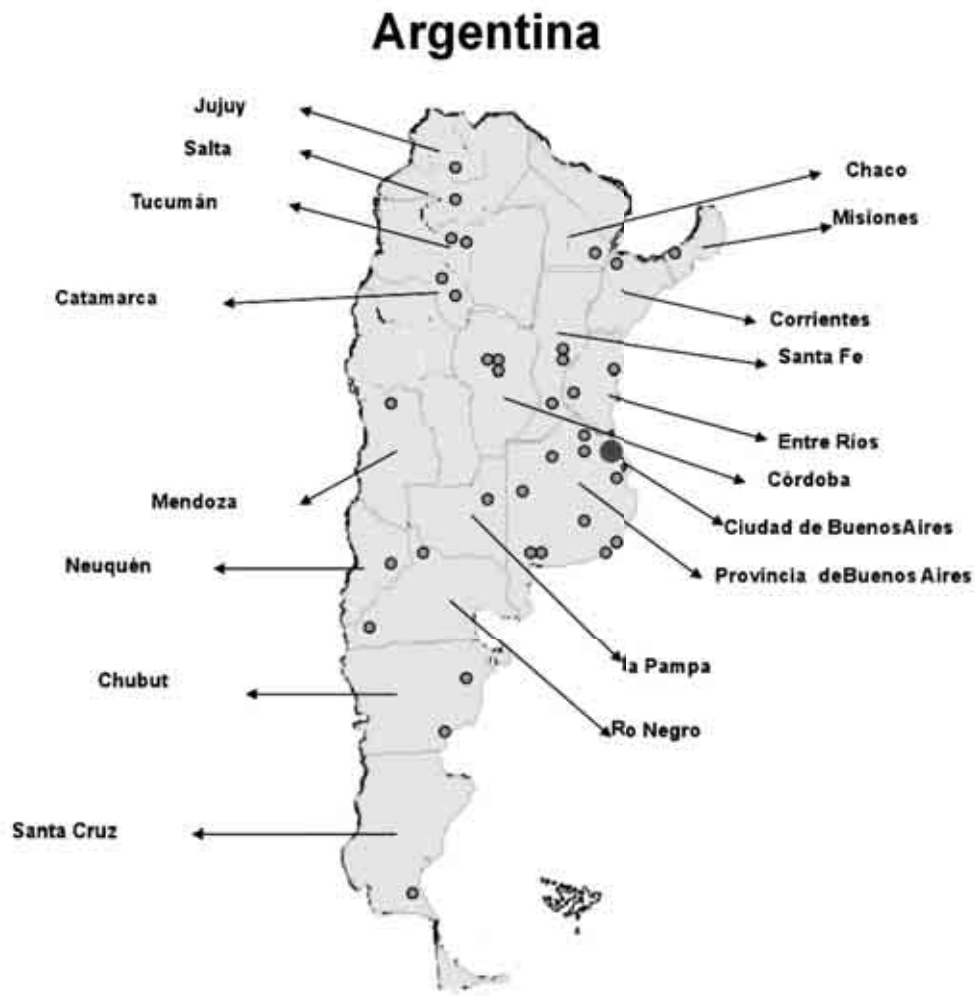 Argentina
Jujuy
Salta
Tucumán
Catamarca
Mendoza
Neuquén
Chubut
Santa Cruz
Chaco
Misiones
Corrientes
Santa Fe
Entre Ríos
Córdoba
Ciudad de BuenosAires
Provincia deBuenos Aires
la Pampa
Ro Negro